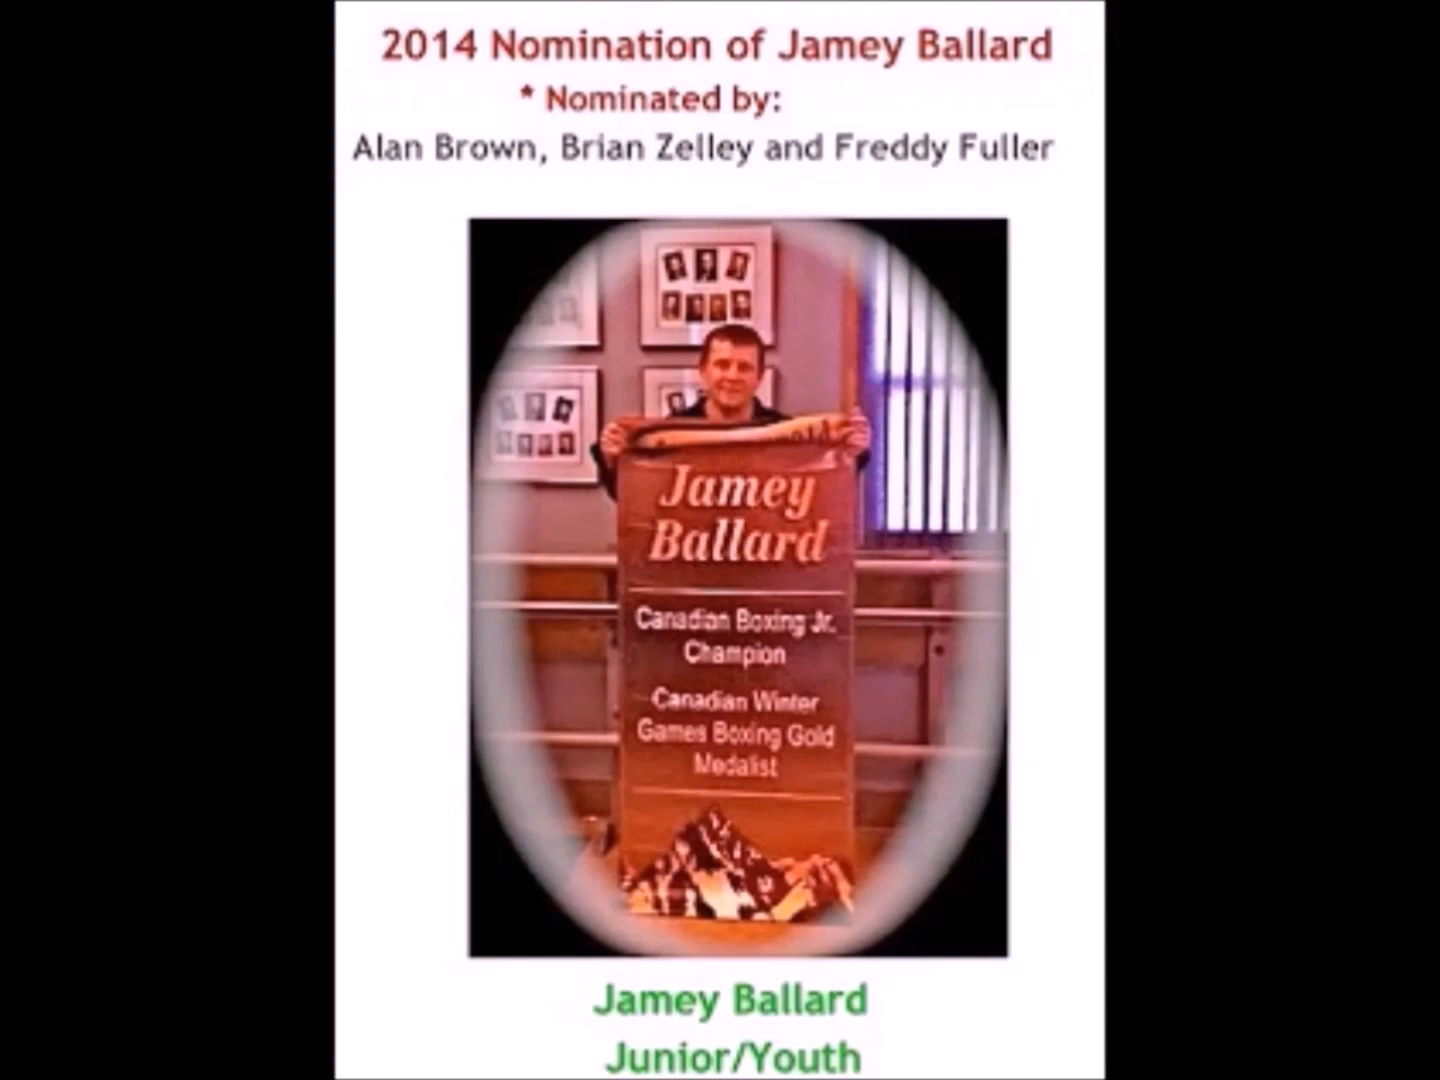 2014 Nomination of Jamey Ballard
* Nominated by:
Alan Brown, Brian Zelley and Freddy Fuller
Jamey
Ballard
Canadian Boxing Jr.
Champion
Canadian Winter
Games Boxing Gold
Medalist
Jamey Ballard
Junior/Youth